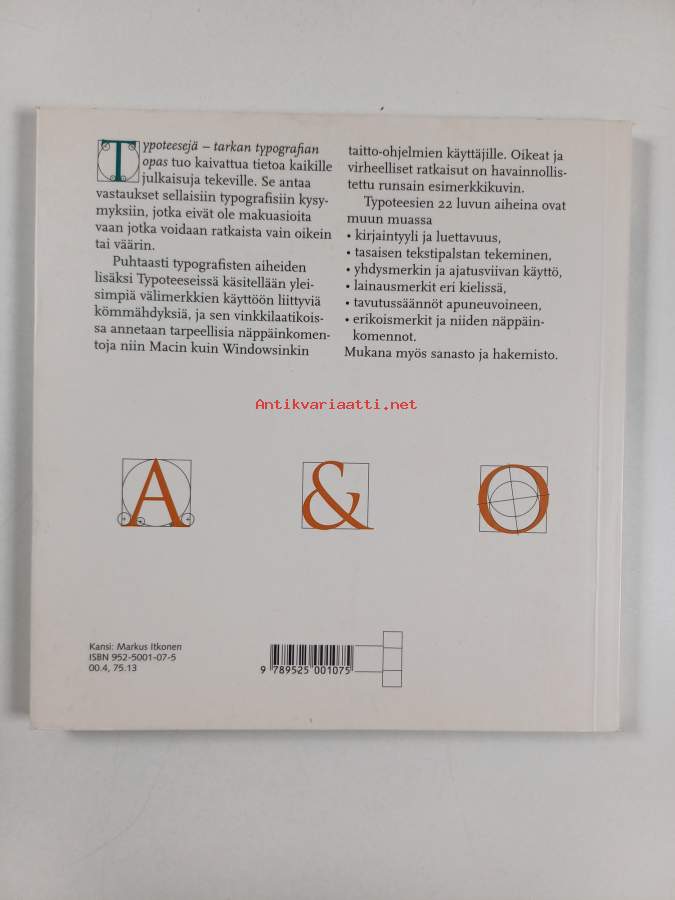 Typoteesejä – tarkan typografian
opas tuo kaivattua tietoa kaikille
julkaisuja tekeville. Se antaa
vastaukset sellaisiin typografisiin kysy-
myksiin, jotka eivät ole makuasioita
vaan jotka voidaan ratkaista vain oikein
tai väärin.
Puhtaasti typografisten aiheiden
lisäksi Typoteeseissä käsitellään ylei-
simpiä välimerkkien käyttöön liittyviä
kömmähdyksiä, ja sen vinkkilaatikois-
sa annetaan tarpeellisia näppäinkomen-
toja niin Macin kuin Windowsinkin
taitto-ohjelmien käyttäjille. Oikeat ja
virheelliset ratkaisut on havainnollis-
tettu runsain esimerkkikuvin.
Typoteesien 22 luvun aiheina ovat
muun muassa
• kirjaintyyli ja luettavuus,
• tasaisen tekstipalstan tekeminen,
• yhdysmerkin ja ajatusviivan käyttö,
• lainausmerkit eri kielissä,
• tavutussäännöt apuneuvoineen,
• erikoismerkit ja niiden näppäin-
komennot.
Mukana myös sanasto ja hakemisto.
Antikvariaatti.net
A & O
Kansi: Markus Itkonen
ISBN 952-5001-07-5
00.4, 75.13
9 789525 001075